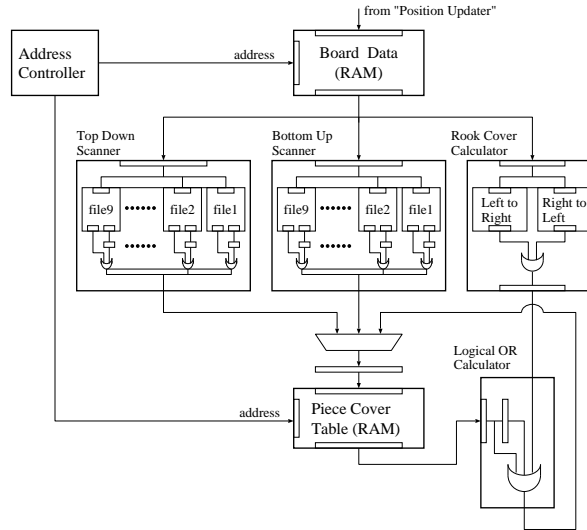 from "Position Updater"
Address
Controller
address
Board Data
(RAM)
Top Down
Scanner
Bottom Up
Scanner
Rook Cover
Calculator
file9
file2
file1
file9
file2
file1
Left to
Right
Right to
Left
Logical OR
Calculator
address
Piece Cover
Table (RAM)